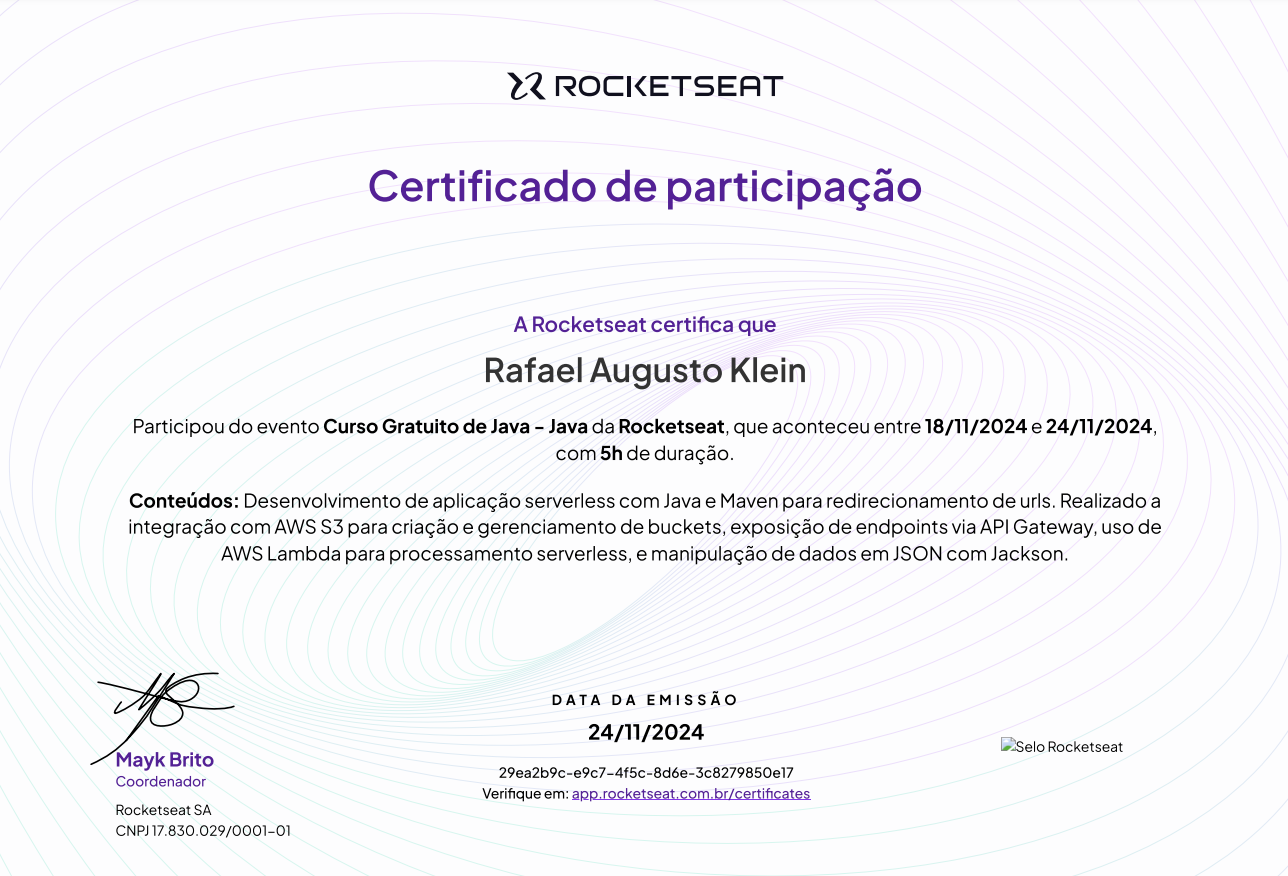 ROCKETSEAT
Certificado de participação
A Rocketseat certifica que
Rafael Augusto Klein
Participou do evento Curso Gratuito de Java - Java da Rocketseat, que aconteceu entre 18/11/2024 e 24/11/2024,
com 5h de duração.
Conteúdos: Desenvolvimento de aplicação serverless com Java e Maven para redirecionamento de urls. Realizado a
integração com AWS S3 para criação e gerenciamento de buckets, exposição de endpoints via API Gateway, uso de
AWS Lambda para processamento serverless, e manipulação de dados em JSON com Jackson.
Mayk Brito
Coordenador
Rocketseat SA
CNPJ 17.830.029/0001-01
DATA DA EMISSÃO
24/11/2024
29ea2b9c-e9c7-4f5c-8d6e-3c8279850e17
Verifique em: app.rocketseat.com.br/certificates
Selo Rocketseat